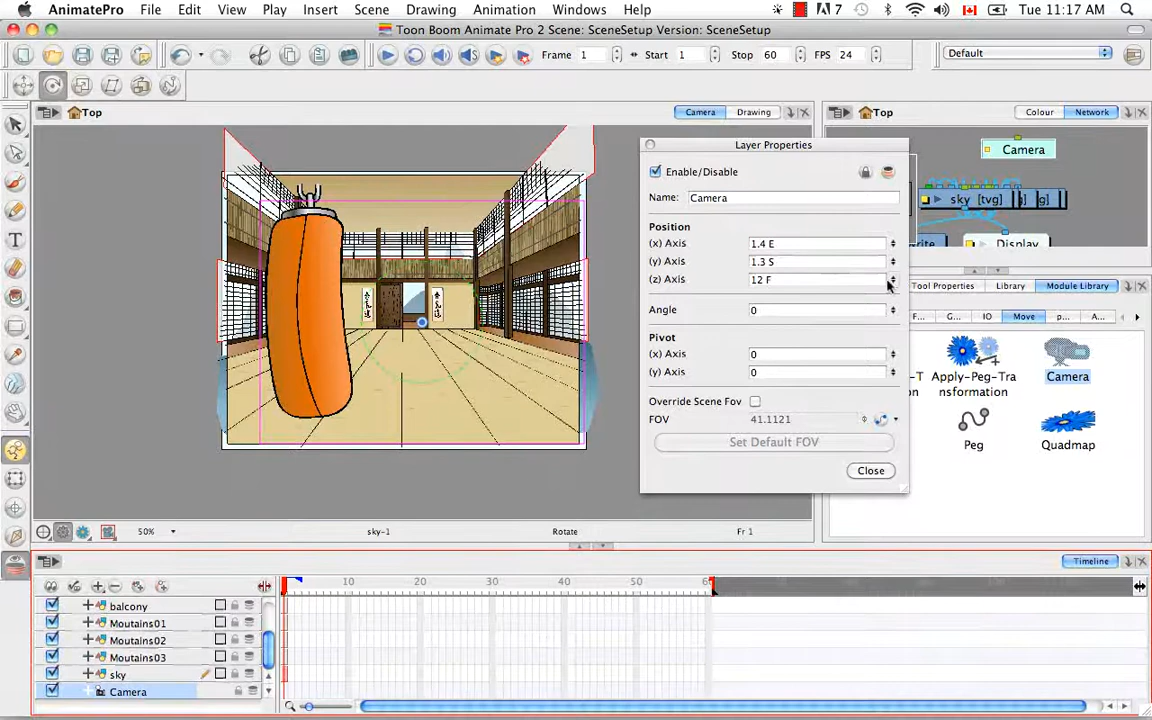 AnimatePro File Edit View Play Insert Scene Drawing Animation Windows Help 7 Tue 11:17 AM
Toon Boom Animate Pro 2 Scene: SceneSetup Version: SceneSetup
Frame 1 Start 1 Stop 60 FPS 24 Default
Top Camera Drawing Top Colour Network
Layer Properties
Camera
Enable/Disable
Name: Camera
sky [tvg]
Position
(x) Axis 1.4 E
Display
(y) Axis 1.3 S
(z) Axis 12 F
Tool Properties Library Module Library
Angle 0
F... G... IO Move p... A...
Pivot
(x) Axis 0
(y) Axis 0
Apply-Peg-Transformation Camera
Override Scene Fov
FOV 41.1121
Set Default FOV
Peg Quadmap
Close
50% sky-1 Rotate Fr 1
Timeline
10 20 30 40 50
balcony
Moutains01
Moutains02
Moutains03
sky
Camera